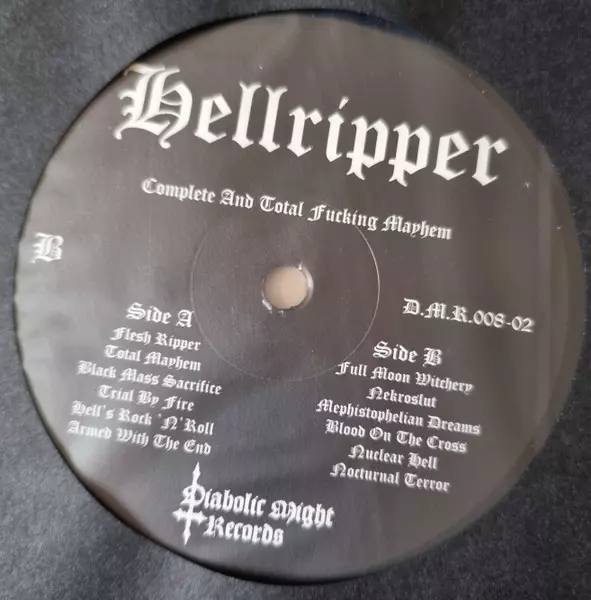 Hellripper
Complete And Total Fucking Mayhem
B
D.M.R.008-02
Side A
Flesh Ripper
Total Mayhem
Black Mass Sacrifice
Trial By Fire
Hell's Rock 'N' Roll
Armed With The End
Side B
Full Moon Witchery
Nekroslut
Mephistophelian Dreams
Blood On The Cross
Nuclear Hell
Nocturnal Terror
Diabolic Might
Records